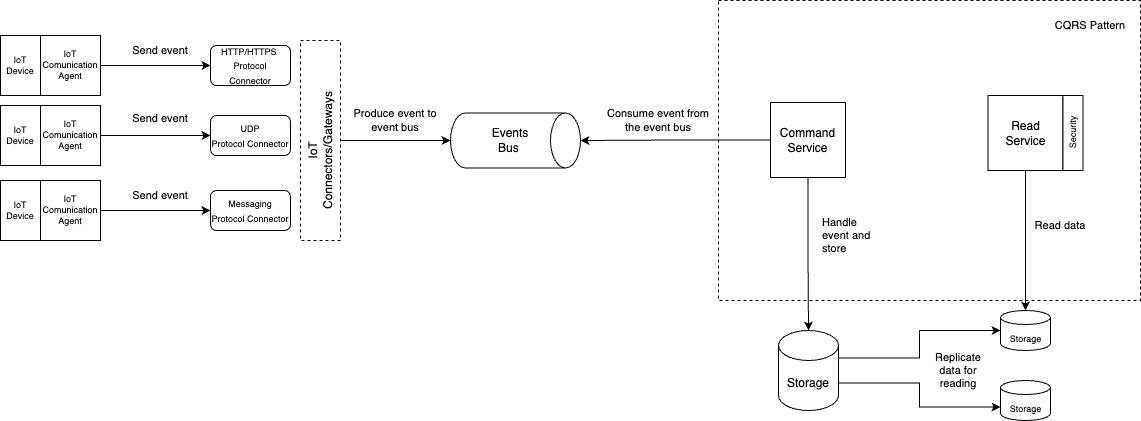 CQRS Pattern
IoT
Device
IoT
Comunication
Agent
Send event
HTTP/HTTPS
Protocol
Connector
IoT
Device
IoT
Comunication
Agent
Send event
UDP
Protocol Connector
IoT
Device
IoT
Comunication
Agent
Send event
Messaging
Protocol Connector
IoT
Connectors/Gateways
Produce event to
event bus
Events
Bus
Consume event from
the event bus
Command
Service
Read
Service
Security
Handle
event and
store
Read data
Storage
Replicate
data for
reading
Storage
Storage